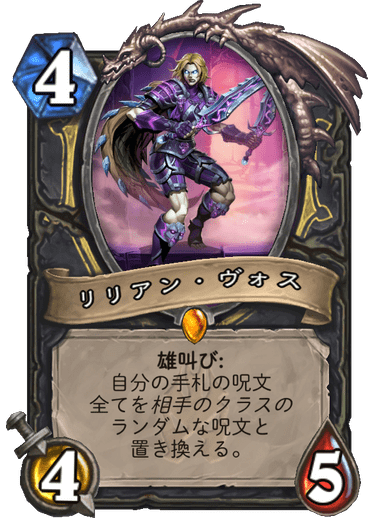 4
リリアン・ヴォス
雄叫び:
自分の手札の呪文
全てを相手のクラスの
ランダムな呪文と
置き換える。
4
5